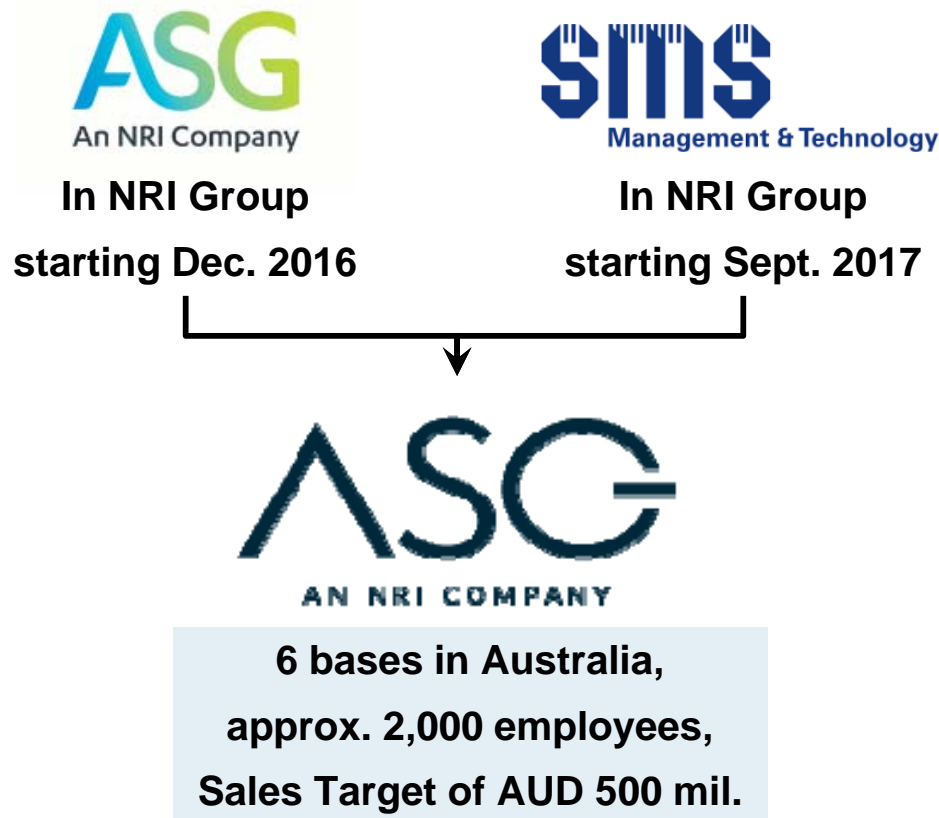 ASG
An NRI Company
In NRI Group
starting Dec. 2016
sms
Management & Technology
In NRI Group
starting Sept. 2017
ASG
AN NRI COMPANY
6 bases in Australia,
approx. 2,000 employees,
Sales Target of AUD 500 mil.